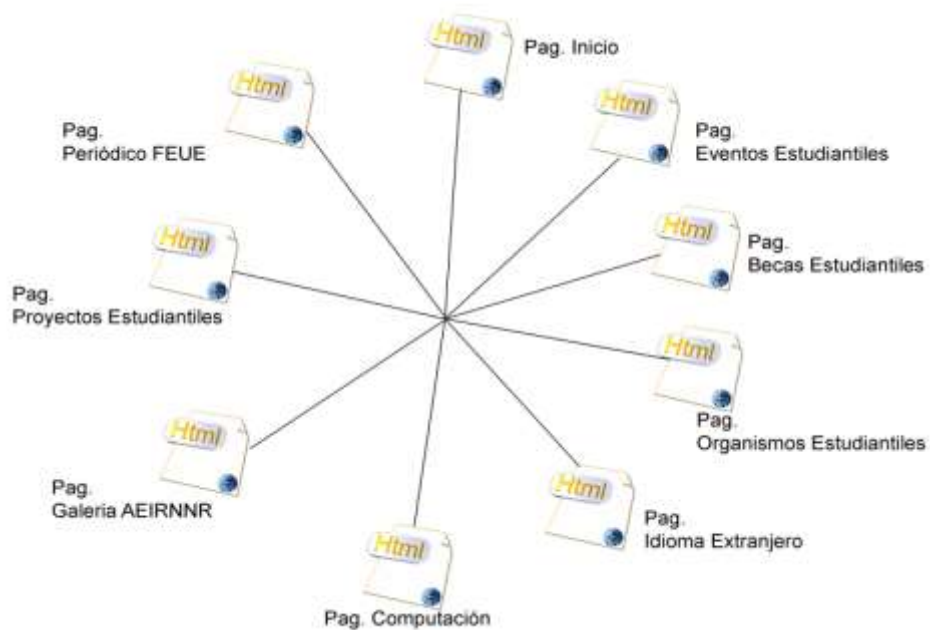 Html
Pag. Inicio
Html
Pag.
Periódico FEUE
Html
Pag.
Eventos Estudiantiles
Html
Pag.
Proyectos Estudiantiles
Html
Pag.
Becas Estudiantiles
Html
Pag.
Organismos Estudiantiles
Html
Pag.
Galeria AEIRNNR
Html
Pag.
Idioma Extranjero
Html
Pag. Computación